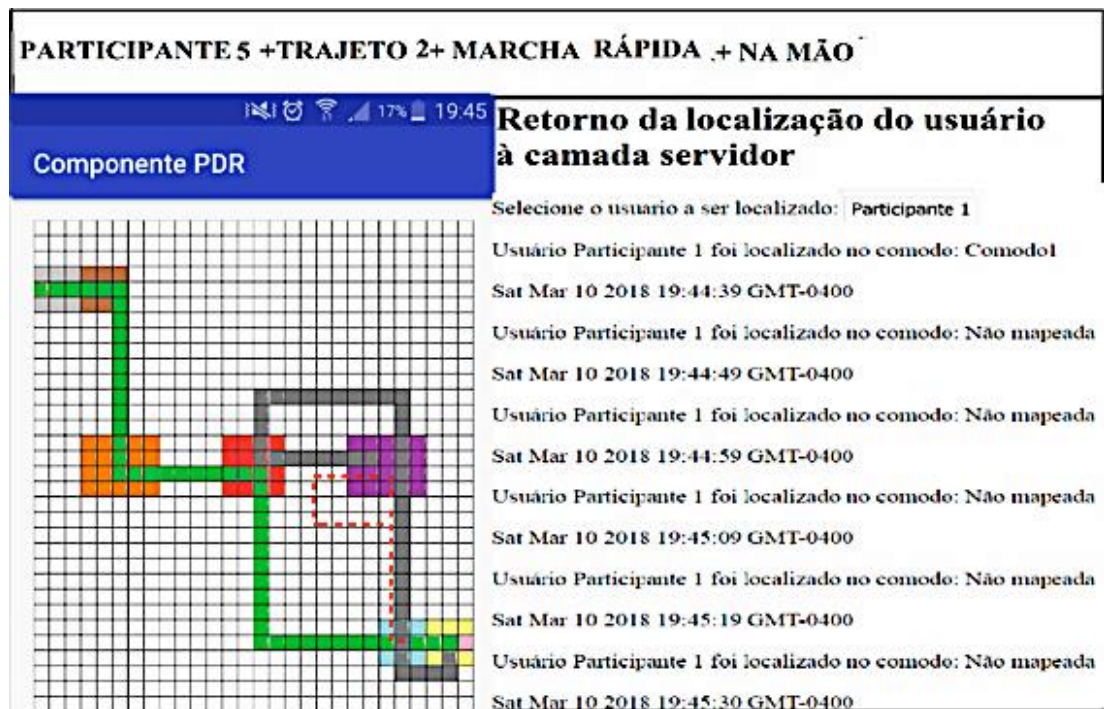 PARTICIPANTE 5 +TRAJETO 2+ MARCHA RÁPIDA .+ NA MÃO
17% 19:45
Componente PDR
Retorno da localização do usuário
à camada servidor
Selecione o usuario a ser localizado: Participante 1
Usuário Participante 1 foi localizado no comodo: Comodo1
Sat Mar 10 2018 19:44:39 GMT-0400
Usuário Participante 1 foi localizado no comodo: Não mapeada
Sat Mar 10 2018 19:44:49 GMT-0400
Usuário Participante 1 foi localizado no comodo: Não mapeada
Sat Mar 10 2018 19:44:59 GMT-0400
Usuário Participante 1 foi localizado no comodo: Não mapeada
Sat Mar 10 2018 19:45:09 GMT-0400
Usuário Participante 1 foi localizado no comodo: Não mapeada
Sat Mar 10 2018 19:45:19 GMT-0400
Usuário Participante 1 foi localizado no comodo: Não mapeada
Sat Mar 10 2018 19:45:30 GMT-0400